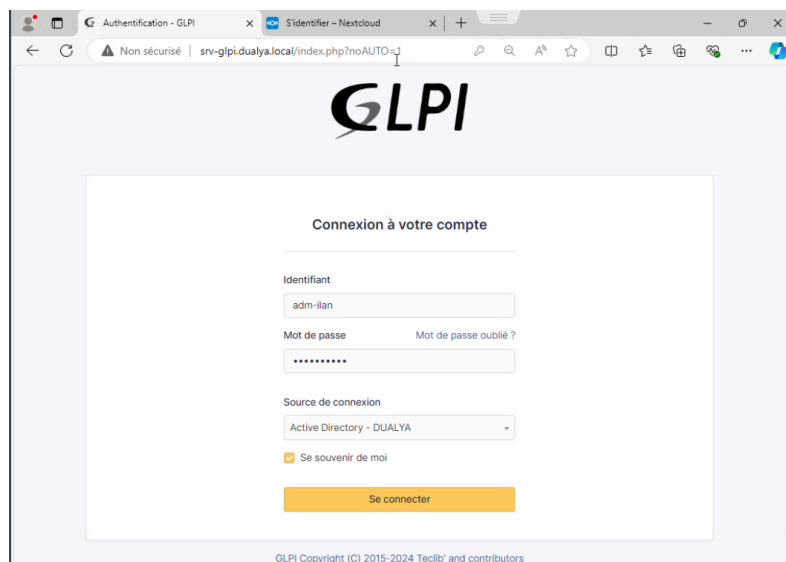 Authentification - GLPI
S'identifier – Nextcloud
Non sécurisé
srv-glpi.dualya.local/index.php?noAUTO=1
GLPI
Connexion à votre compte
Identifiant
adm-ilan
Mot de passe
Mot de passe oublié ?
••••••••••
Source de connexion
Active Directory - DUALYA
Se souvenir de moi
Se connecter
GLPI Copyright (C) 2015-2024 Teclib' and contributors